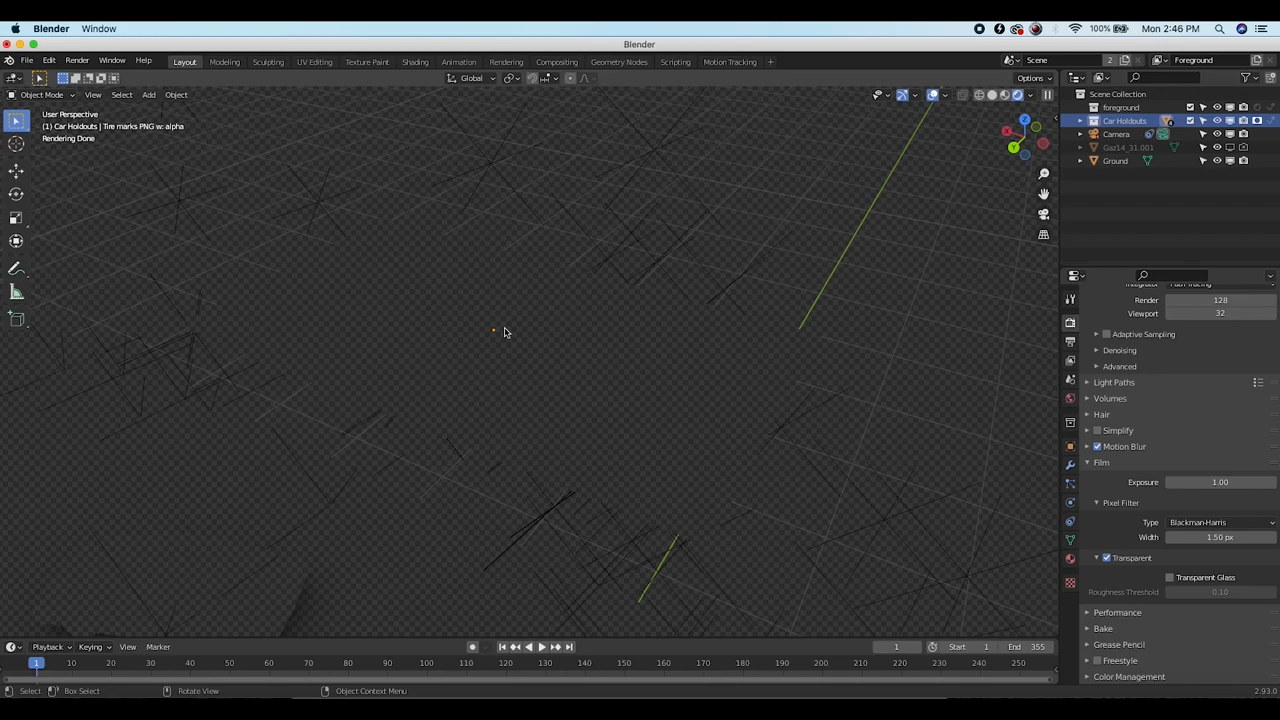 Blender Window 100% Mon 2:46 PM
Blender
File Edit Render Window Help Layout Modeling Sculpting UV Editing Texture Paint Shading Animation Rendering Compositing Geometry Nodes Scripting Motion Tracking + Scene 2 Foreground
Global Options
Object Mode View Select Add Object Scene Collection
User Perspective
(1) Car Holdouts | Tire marks PNG w: alpha
Rendering Done
foreground
Car Holdouts
Camera
Gaz14_31.001
Ground
X
Y
Z
Render 128
Viewport 32
Adaptive Sampling
Denoising
Advanced
Light Paths
Volumes
Hair
Simplify
Motion Blur
Film
Exposure 1.00
Pixel Filter
Type Blackman-Harris
Width 1.50 px
Transparent
Transparent Glass
Roughness Threshold 0.10
Performance
Bake
Grease Pencil
Freestyle
Color Management
Playback Keying View Marker 1 Start 1 End 355
1 10 20 30 40 50 60 70 80 90 100 110 120 130 140 150 160 170 180 190 200 210 220 230 240 250
Select Box Select Rotate View Object Context Menu 2.93.0